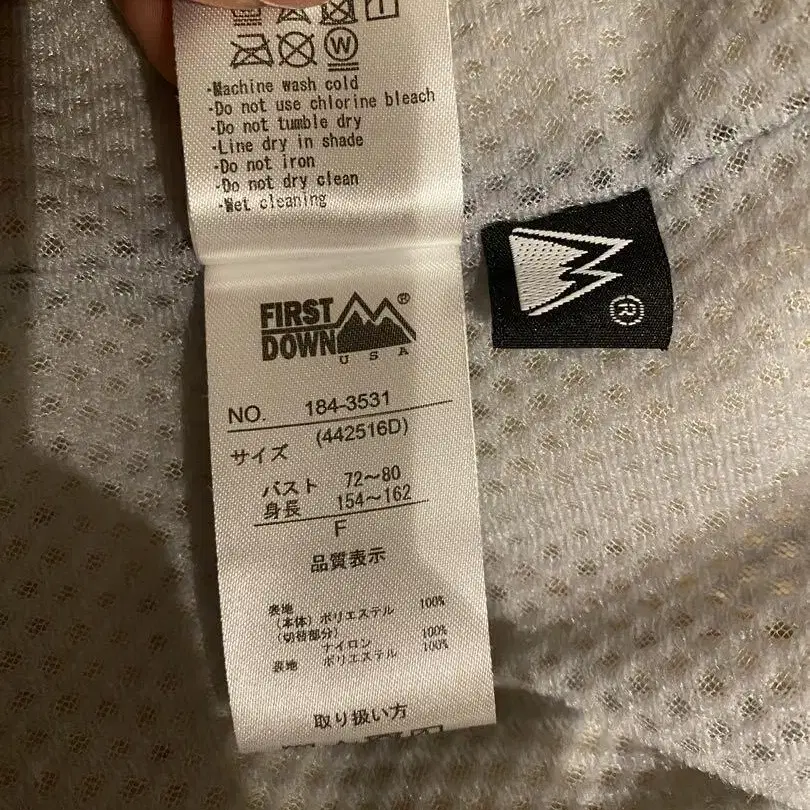 W
·Machine wash cold
·Do not use chlorine bleach
·Do not tumble dry
·Line dry in shade
·Do not iron
·Do not dry clean
·Wet cleaning
FIRST
DOWN
USA
®
NO. 184-3531
サイズ (442516D)
バスト 72～80
身長 154～162
F
品質表示
表地
(本体) ポリエステル 100%
(切替部分)
ナイロン 100%
裏地 ポリエステル 100%
取り扱い方
®